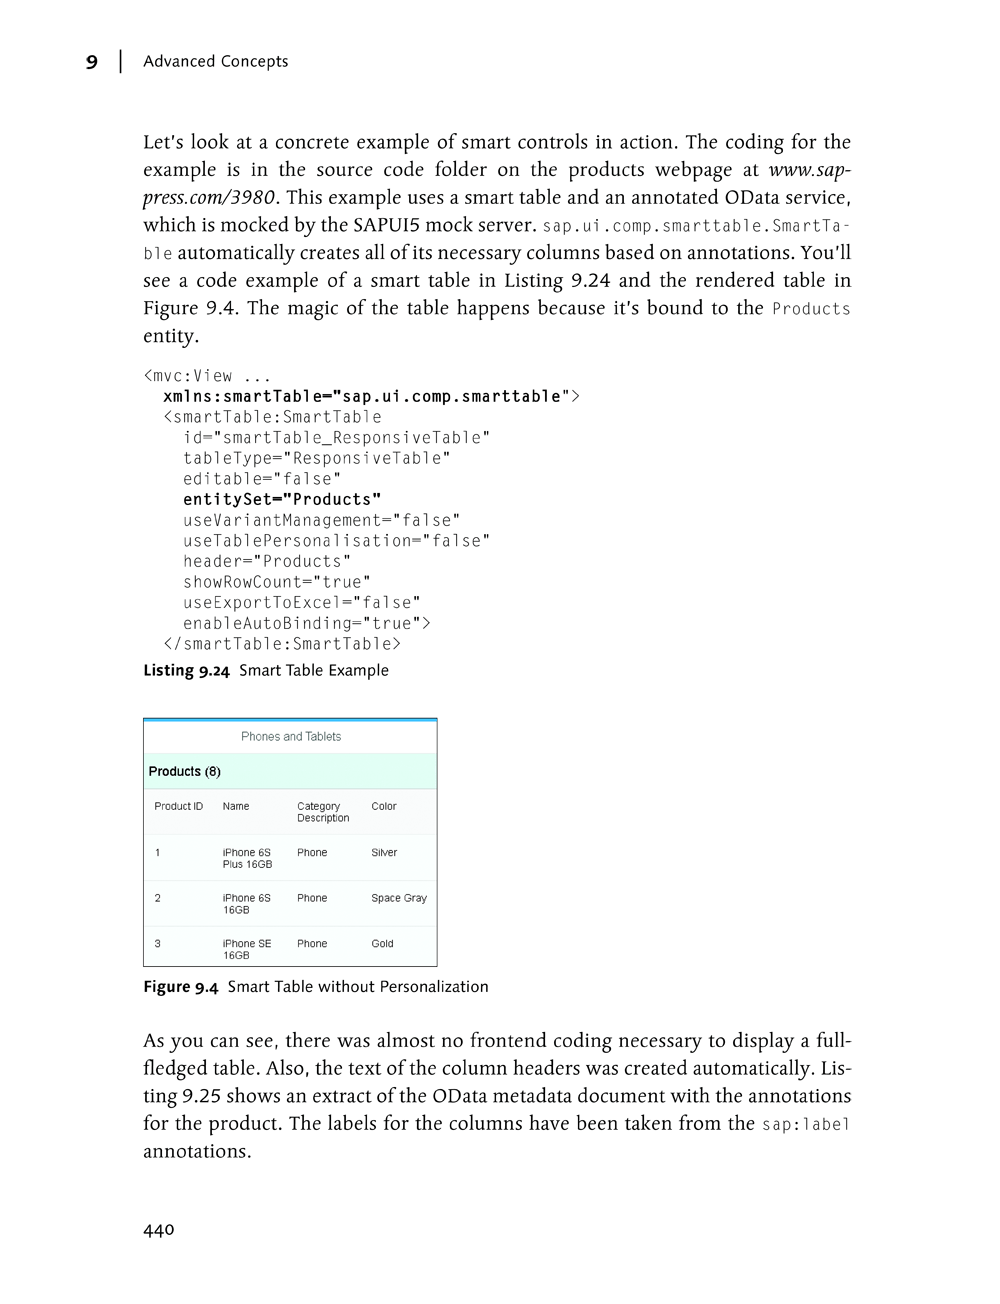 9 | Advanced Concepts
Let's look at a concrete example of smart controls in action. The coding for the
example is in the source code folder on the products webpage at www.sap-
press.com/3980. This example uses a smart table and an annotated OData service,
which is mocked by the SAPUI5 mock server. sap.ui.comp.smarttable.SmartTa-
ble automatically creates all of its necessary columns based on annotations. You'll
see a code example of a smart table in Listing 9.24 and the rendered table in
Figure 9.4. The magic of the table happens because it's bound to the Products
entity.
<mvc:View ...
  xmlns:smartTable="sap.ui.comp.smarttable">
  <smartTable:SmartTable
    id="smartTable_ResponsiveTable"
    tableType="ResponsiveTable"
    editable="false"
    entitySet="Products"
    useVariantManagement="false"
    useTablePersonalisation="false"
    header="Products"
    showRowCount="true"
    useExportToExcel="false"
    enableAutoBinding="true">
  </smartTable:SmartTable>
Listing 9.24 Smart Table Example
Phones and Tablets
Products (8)
Product ID Name Category Color
Description
1 iPhone 6S Phone Silver
Plus 16GB
2 iPhone 6S Phone Space Gray
16GB
3 iPhone SE Phone Gold
16GB
Figure 9.4 Smart Table without Personalization
As you can see, there was almost no frontend coding necessary to display a full-
fledged table. Also, the text of the column headers was created automatically. Lis-
ting 9.25 shows an extract of the OData metadata document with the annotations
for the product. The labels for the columns have been taken from the sap:label
annotations.
440